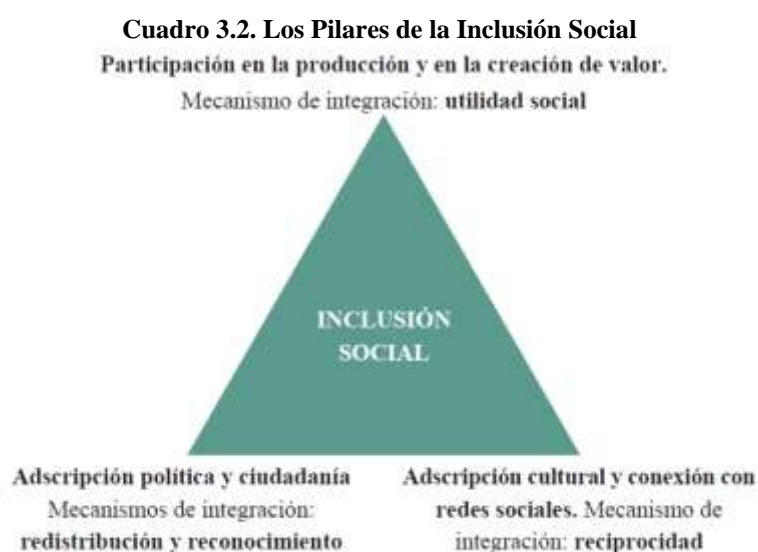 Cuadro 3.2. Los Pilares de la Inclusión Social
Participación en la producción y en la creación de valor.
Mecanismo de integración: utilidad social
INCLUSIÓN
SOCIAL
Adscripción política y ciudadanía
Mecanismos de integración:
redistribución y reconocimiento
Adscripción cultural y conexión con
redes sociales. Mecanismo de
integración: reciprocidad